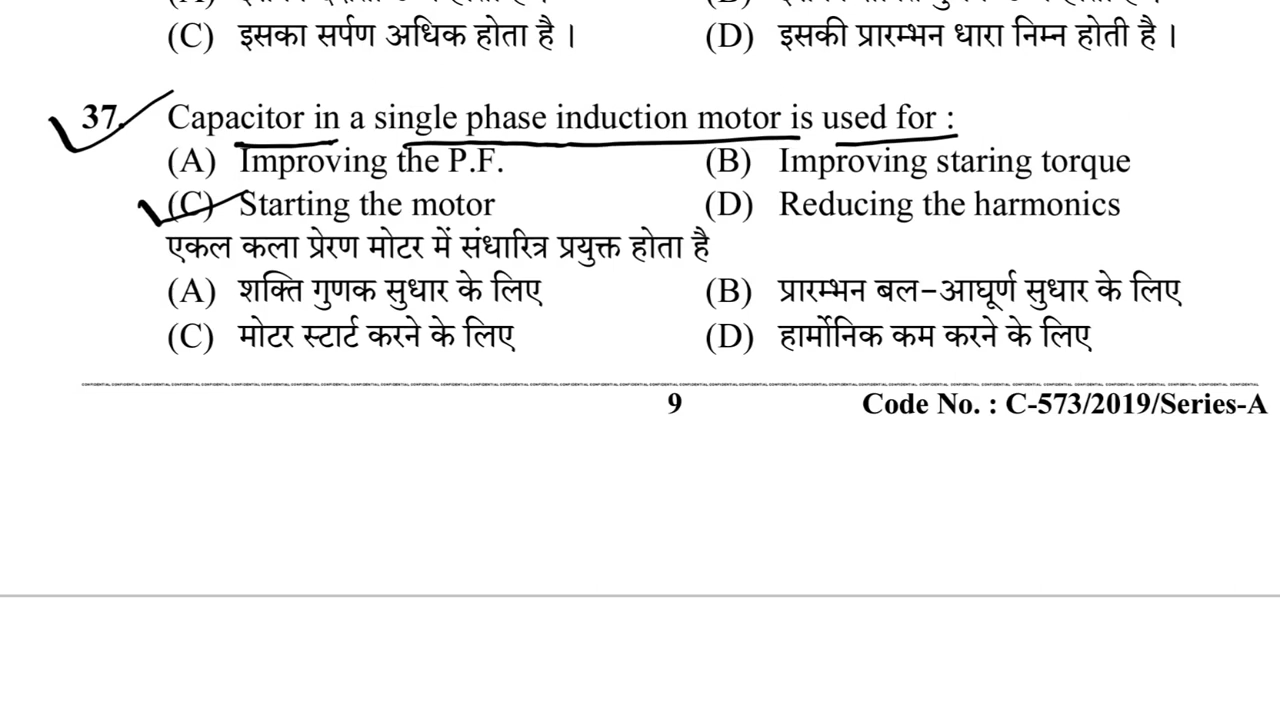 (C) इसका सर्पण अधिक होता है । (D) इसकी प्रारम्भन धारा निम्न होती है ।
37. Capacitor in a single phase induction motor is used for :
(A) Improving the P.F. (B) Improving staring torque
(C) Starting the motor (D) Reducing the harmonics
एकल कला प्रेरण मोटर में संधारित्र प्रयुक्त होता है
(A) शक्ति गुणक सुधार के लिए (B) प्रारम्भन बल-आघूर्ण सुधार के लिए
(C) मोटर स्टार्ट करने के लिए (D) हार्मोनिक कम करने के लिए
9 Code No. : C-573/2019/Series-A